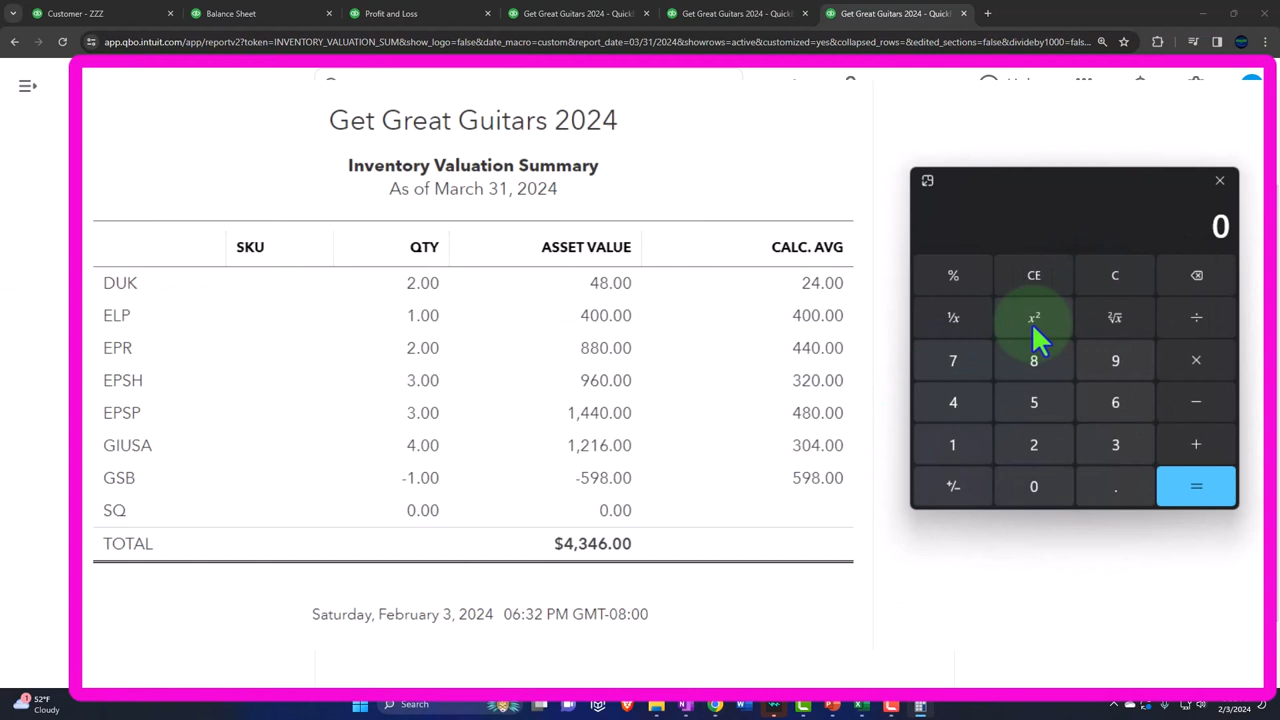 Customer - ZZZ
Balance Sheet
Profit and Loss
Get Great Guitars 2024 - Quick
Get Great Guitars 2024 - Quick
Get Great Guitars 2024 - Quick
app.qbo.intuit.com/app/reportv2?token=INVENTORY_VALUATION_SUM&show_logo=false&date_macro=custom&report_date=03/31/2024&showrows=active&customized=yes&collapsed_rows=&edited_sections=false&divideby1000=fals...
Get Great Guitars 2024
Inventory Valuation Summary
As of March 31, 2024
SKU QTY ASSET VALUE CALC. AVG
DUK 2.00 48.00 24.00
ELP 1.00 400.00 400.00
EPR 2.00 880.00 440.00
EPSH 3.00 960.00 320.00
EPSP 3.00 1,440.00 480.00
GIUSA 4.00 1,216.00 304.00
GSB -1.00 -598.00 598.00
SQ 0.00 0.00
TOTAL $4,346.00
Saturday, February 3, 2024 06:32 PM GMT-08:00
0
% CE C
¹/x x² ²√x ÷
7 8 9 ×
4 5 6 −
1 2 3 +
+/− 0 . =
1
52°F
Cloudy
Search
2/3/2024